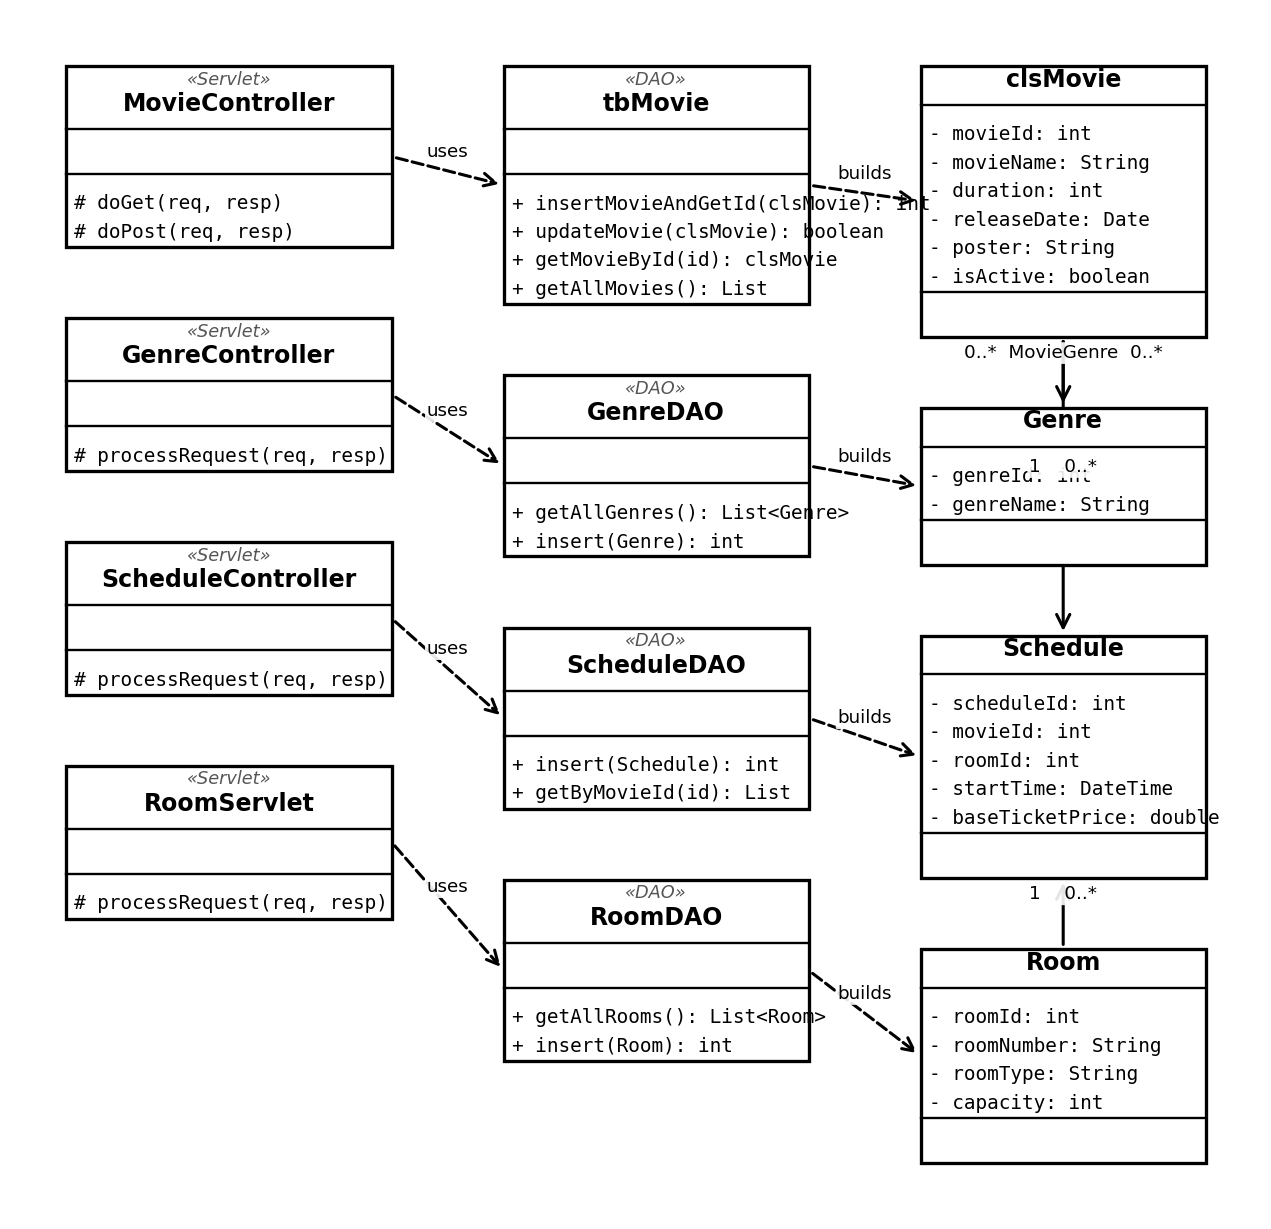 «Servlet»
MovieController
# doGet(req, resp)
# doPost(req, resp)
uses
«DAO»
tbMovie
+ insertMovieAndGetId(clsMovie): int
+ updateMovie(clsMovie): boolean
+ getMovieById(id): clsMovie
+ getAllMovies(): List
builds
clsMovie
- movieId: int
- movieName: String
- duration: int
- releaseDate: Date
- poster: String
- isActive: boolean
0..*  MovieGenre  0..*
«Servlet»
GenreController
# processRequest(req, resp)
uses
«DAO»
GenreDAO
+ getAllGenres(): List<Genre>
+ insert(Genre): int
builds
Genre
1    0..*
- genreId: int
- genreName: String
«Servlet»
ScheduleController
# processRequest(req, resp)
uses
«DAO»
ScheduleDAO
+ insert(Schedule): int
+ getByMovieId(id): List
builds
Schedule
- scheduleId: int
- movieId: int
- roomId: int
- startTime: DateTime
- baseTicketPrice: double
1    0..*
«Servlet»
RoomServlet
# processRequest(req, resp)
uses
«DAO»
RoomDAO
+ getAllRooms(): List<Room>
+ insert(Room): int
builds
Room
- roomId: int
- roomNumber: String
- roomType: String
- capacity: int